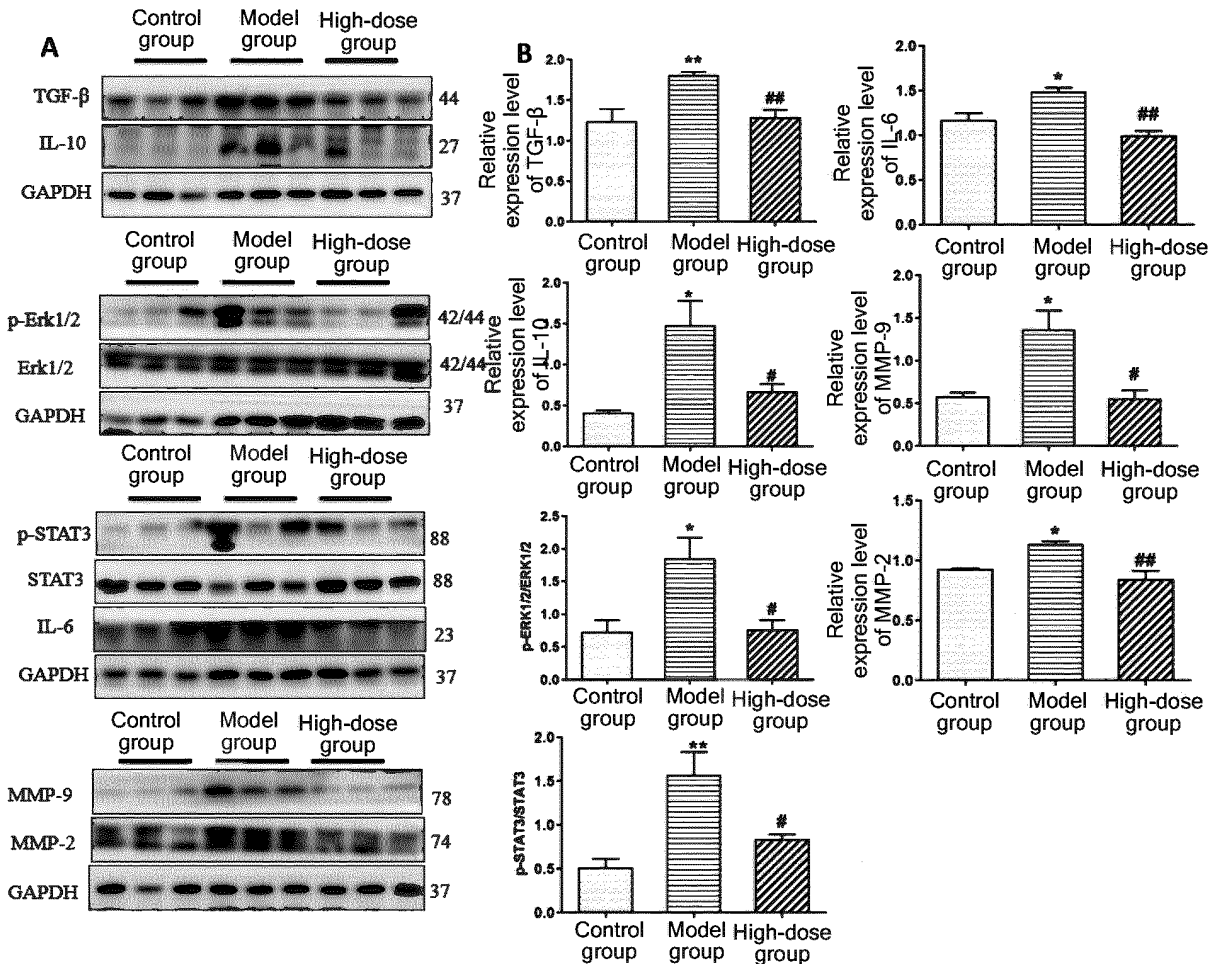 A
Control group
Model group
High-dose group
TGF-β
44
IL-10
27
GAPDH
37
Control group
Model group
High-dose group
p-Erk1/2
42/44
Erk1/2
42/44
GAPDH
37
Control group
Model group
High-dose group
p-STAT3
88
STAT3
88
IL-6
23
GAPDH
37
Control group
Model group
High-dose group
MMP-9
78
MMP-2
74
GAPDH
37
B
Relative expression level of TGF-β
2.0
1.5
1.0
0.5
0.0
**
##
Control group
Model group
High-dose group
Relative expression level of IL-6
2.0
1.5
1.0
0.5
0.0
*
##
Control group
Model group
High-dose group
Relative expression level of IL-10
2.0
1.5
1.0
0.5
0.0
*
#
Control group
Model group
High-dose group
Relative expression level of MMP-9
2.0
1.5
1.0
0.5
0.0
*
#
Control group
Model group
High-dose group
p-ERK1/2/ERK1/2
2.5
2.0
1.5
1.0
0.5
0.0
*
#
Control group
Model group
High-dose group
Relative expression level of MMP-2
1.5
1.0
0.5
0.0
*
##
Control group
Model group
High-dose group
p-STAT3/STAT3
2.0
1.5
1.0
0.5
0.0
**
#
Control group
Model group
High-dose group